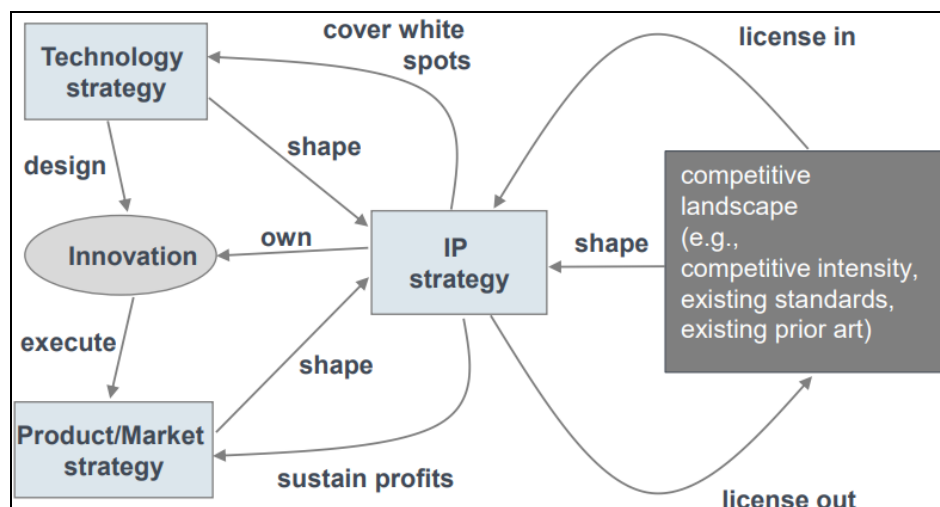 cover white
spots
license in
Technology
strategy
design
shape
competitive
landscape
(e.g.,
competitive intensity,
existing standards,
existing prior art)
Innovation
own
IP
strategy
shape
execute
shape
Product/Market
strategy
sustain profits
license out